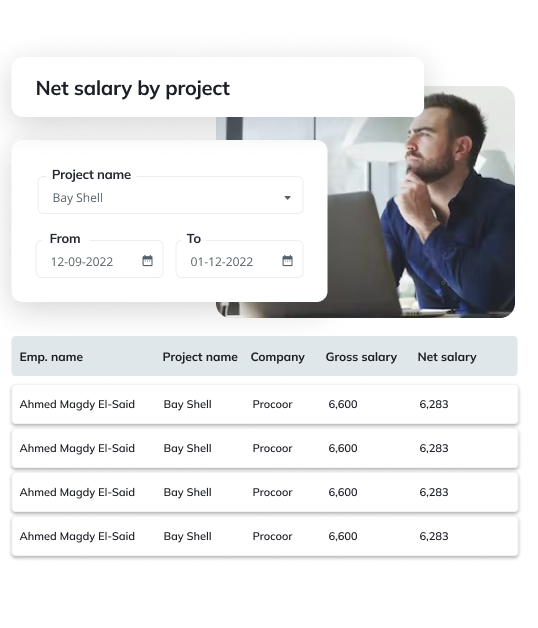 Net salary by project
Project name
Bay Shell
From To
12-09-2022 01-12-2022
Emp. name Project name Company Gross salary Net salary
Ahmed Magdy El-Said Bay Shell Procoor 6,600 6,283
Ahmed Magdy El-Said Bay Shell Procoor 6,600 6,283
Ahmed Magdy El-Said Bay Shell Procoor 6,600 6,283
Ahmed Magdy El-Said Bay Shell Procoor 6,600 6,283